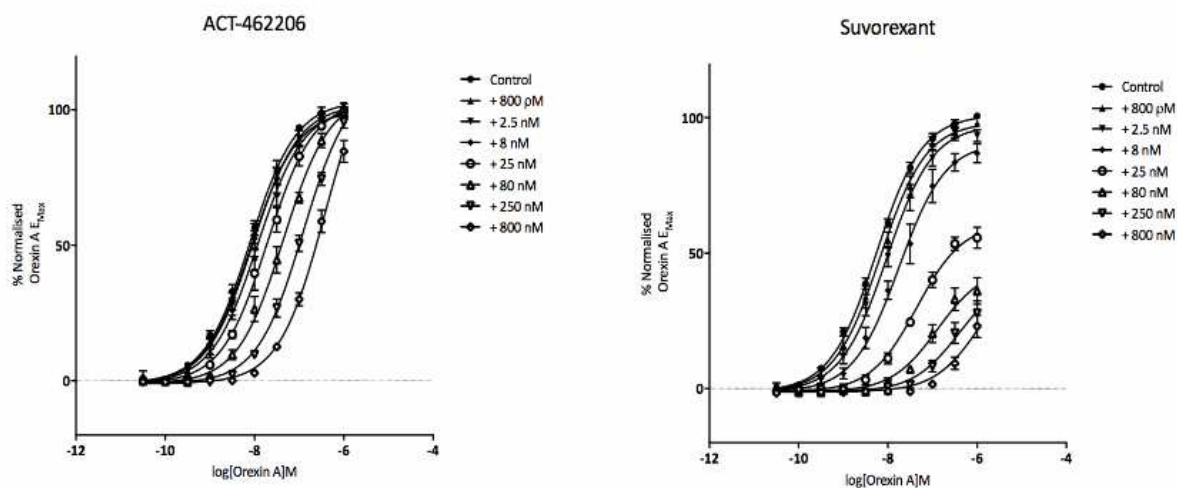 ACT-462206
100
50
0
% Normalised
Orexin A EMax
-12
-10
-8
-6
-4
log[Orexin A]M
Control
+ 800 pM
+ 2.5 nM
+ 8 nM
+ 25 nM
+ 80 nM
+ 250 nM
+ 800 nM
Suvorexant
100
50
0
% Normalised
Orexin A EMax
-12
-10
-8
-6
-4
log[Orexin A]M
Control
+ 800 pM
+ 2.5 nM
+ 8 nM
+ 25 nM
+ 80 nM
+ 250 nM
+ 800 nM